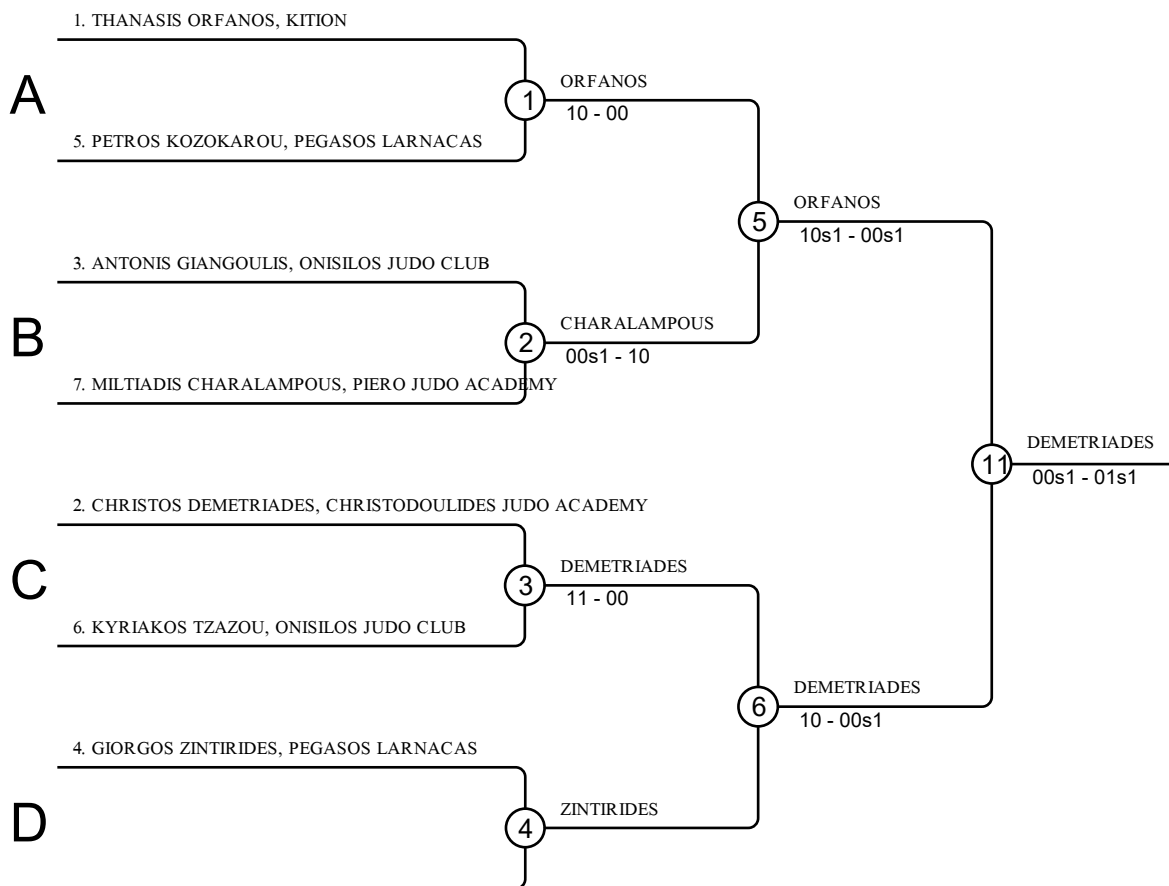 1. THANASIS ORFANOS, KITION
A
1
ORFANOS
10 - 00
5. PETROS KOZOKAROU, PEGASOS LARNACAS
5
ORFANOS
10s1 - 00s1
3. ANTONIS GIANGOULIS, ONISILOS JUDO CLUB
B
2
CHARALAMPOUS
00s1 - 10
7. MILTIADIS CHARALAMPOUS, PIERO JUDO ACADEMY
11
DEMETRIADES
00s1 - 01s1
2. CHRISTOS DEMETRIADES, CHRISTODOULIDES JUDO ACADEMY
C
3
DEMETRIADES
11 - 00
6. KYRIAKOS TZAZOU, ONISILOS JUDO CLUB
6
DEMETRIADES
10 - 00s1
4. GIORGOS ZINTIRIDES, PEGASOS LARNACAS
D
4
ZINTIRIDES